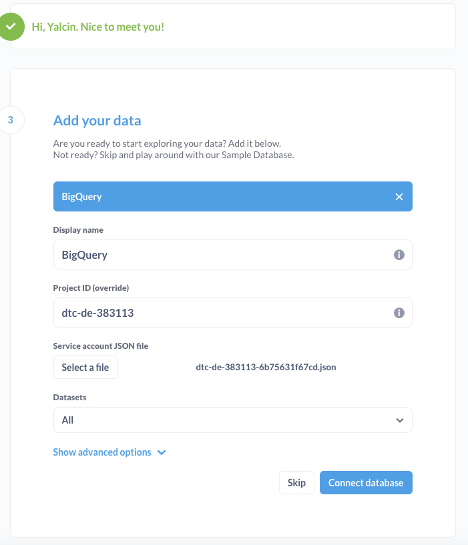 Hi, Yalcin. Nice to meet you!
3
Add your data
Are you ready to start exploring your data? Add it below.
Not ready? Skip and play around with our Sample Database.
BigQuery
Display name
BigQuery
Project ID (override)
dtc-de-383113
Service account JSON file
Select a file
dtc-de-383113-6b75631f67cd.json
Datasets
All
Show advanced options
Skip
Connect database